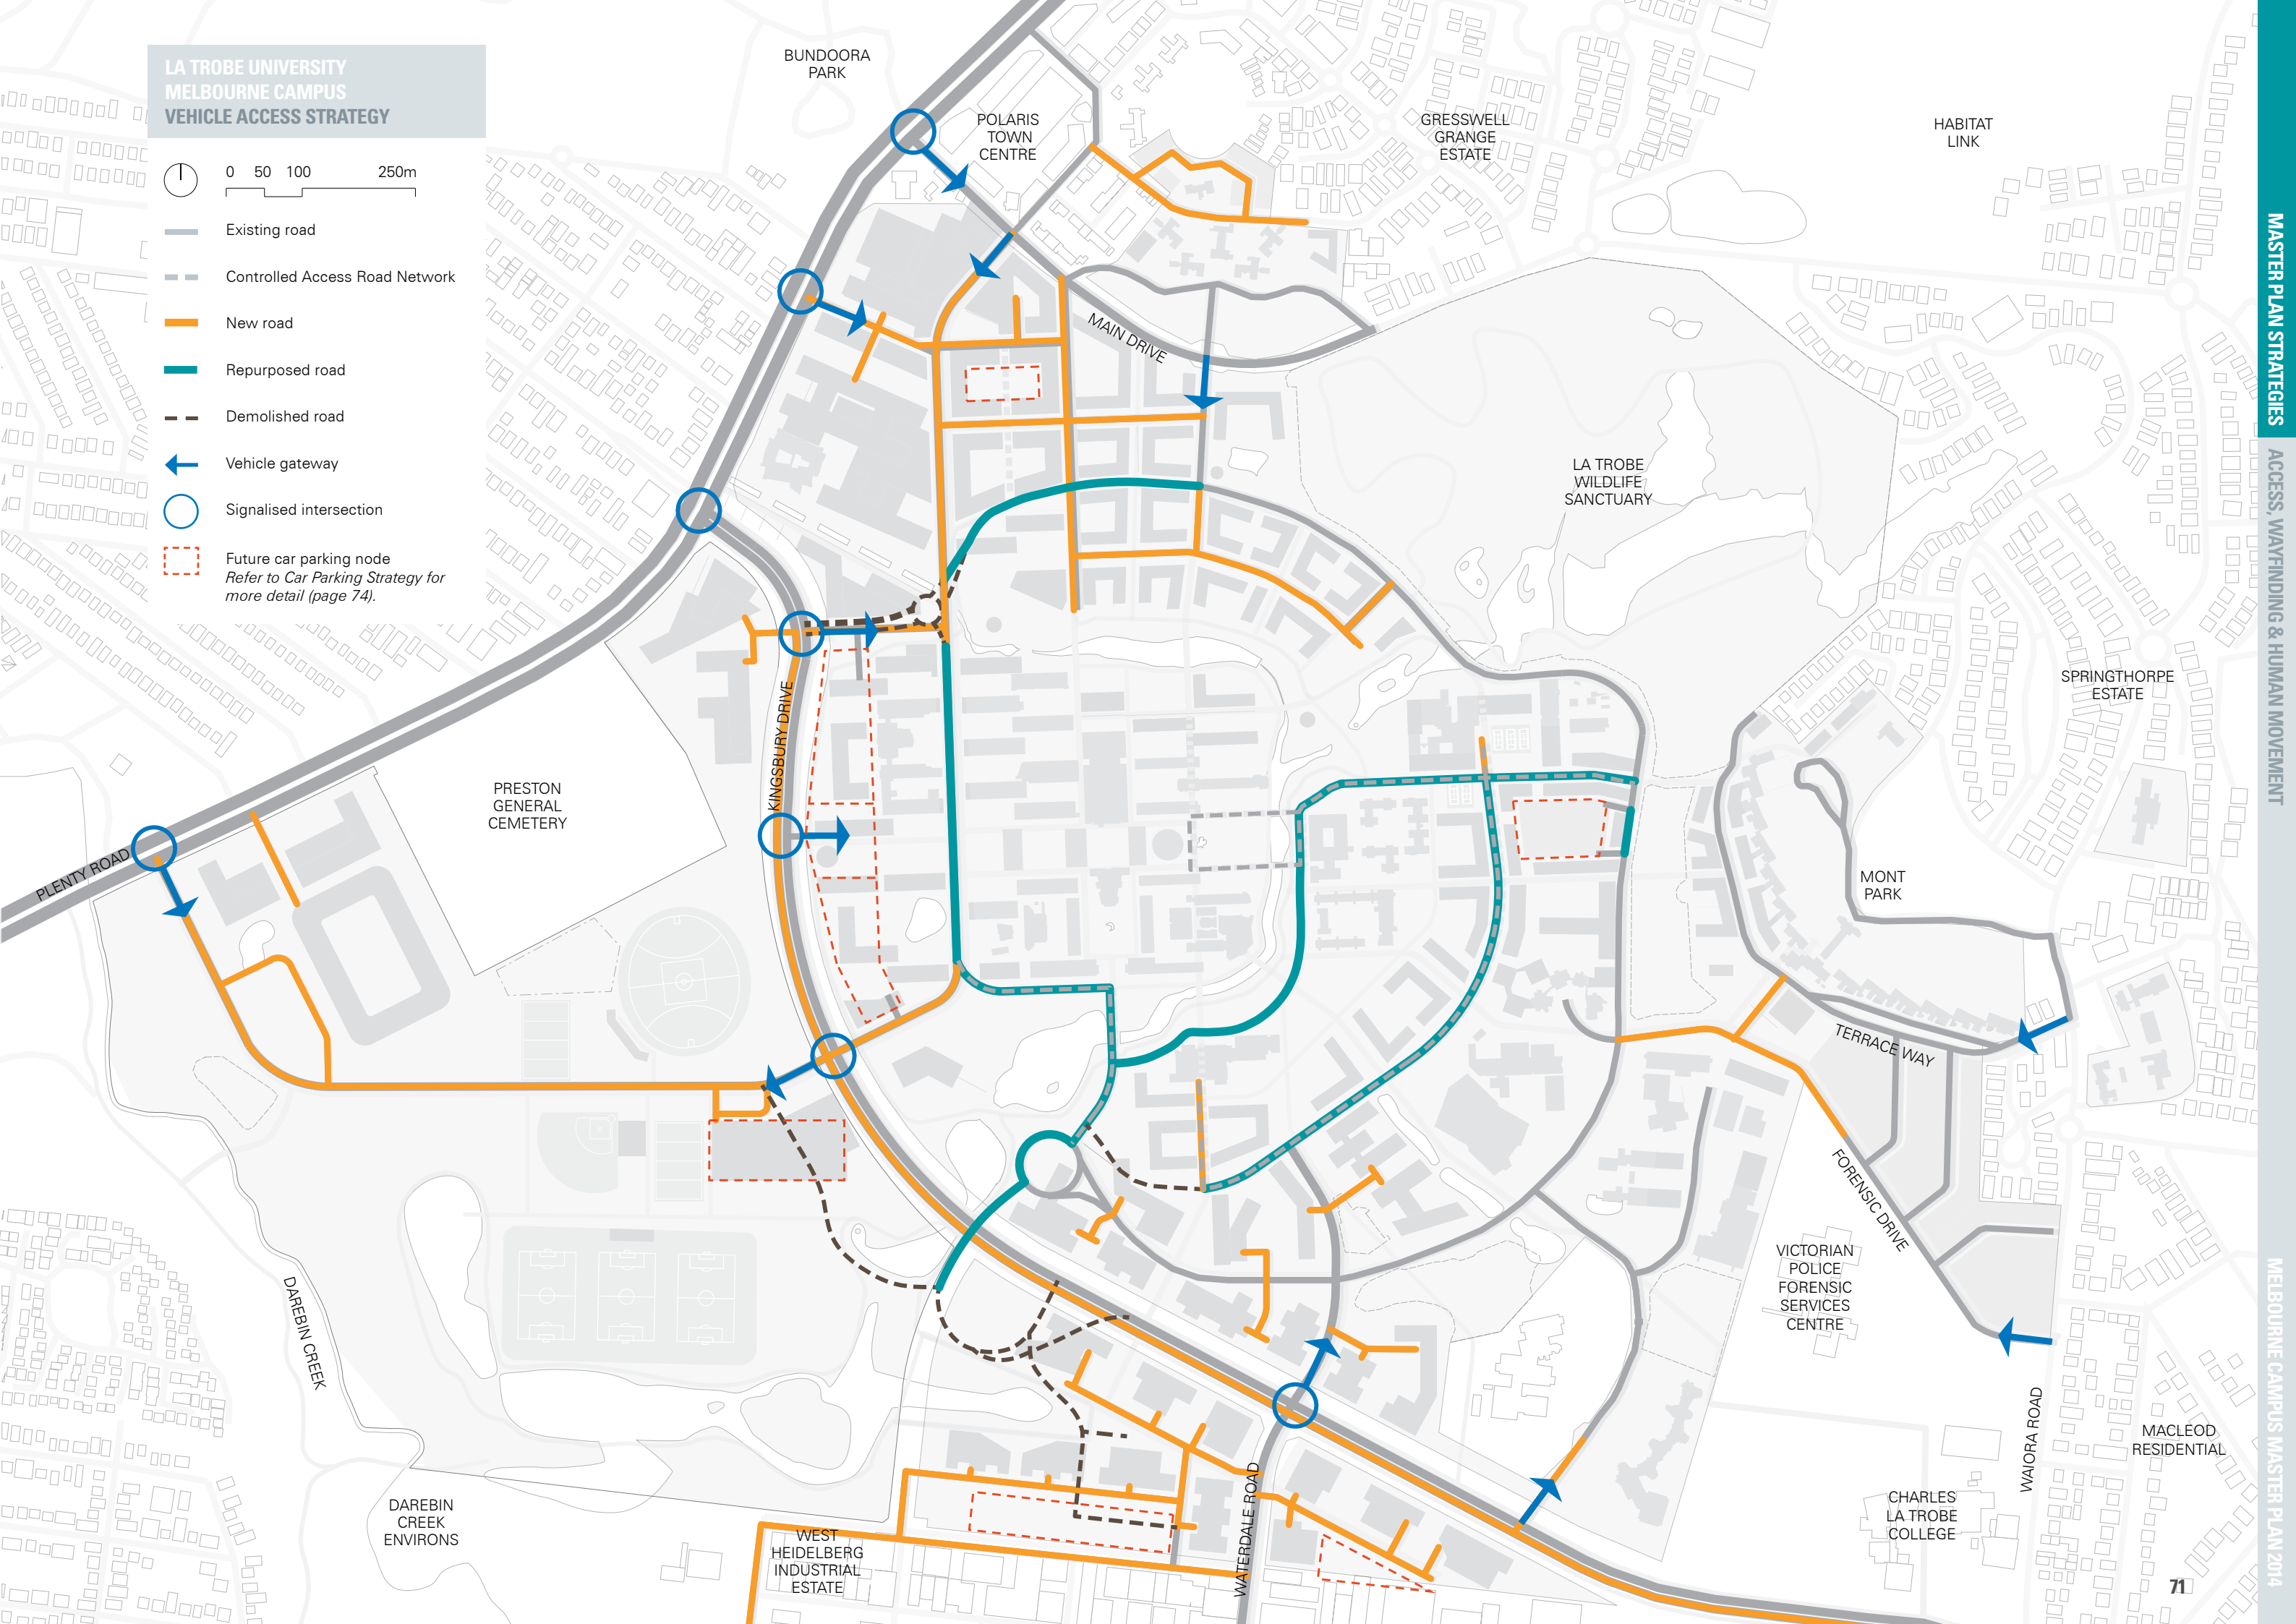 LA TROBE UNIVERSITY
MELBOURNE CAMPUS
VEHICLE ACCESS STRATEGY
0 50 100 250m
Existing road
Controlled Access Road Network
New road
Repurposed road
Demolished road
Vehicle gateway
Signalised intersection
Future car parking node
Refer to Car Parking Strategy for
more detail (page 74).
BUNDOORA
PARK
POLARIS
TOWN
CENTRE
GRESSWELL
GRANGE
ESTATE
HABITAT
LINK
MAIN DRIVE
LA TROBE
WILDLIFE
SANCTUARY
SPRINGTHORPE
ESTATE
KINGSBURY DRIVE
PRESTON
GENERAL
CEMETERY
PLENTY ROAD
MONT
PARK
TERRACE WAY
FORENSIC DRIVE
VICTORIAN
POLICE
FORENSIC
SERVICES
CENTRE
DAREBIN CREEK
WAIORA ROAD
MACLEOD
RESIDENTIAL
DAREBIN
CREEK
ENVIRONS
WEST
HEIDELBERG
INDUSTRIAL
ESTATE
WATERDALE ROAD
CHARLES
LA TROBE
COLLEGE
MASTER PLAN STRATEGIES
ACCESS, WAYFINDING & HUMAN MOVEMENT
MELBOURNE CAMPUS MASTER PLAN 2014
71